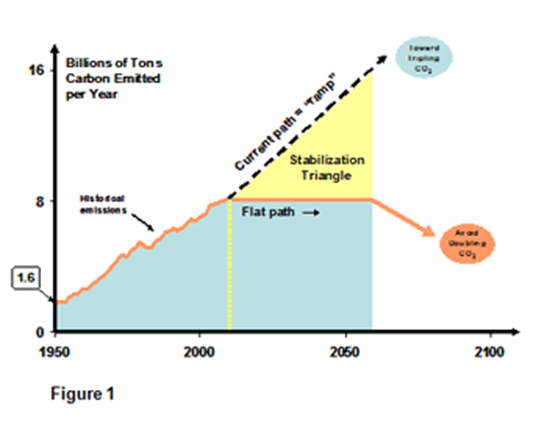 Billions of Tons
Carbon Emitted
per Year
Toward
tripling
CO2
16
Current path = "ramp"
Stabilization
Triangle
Historical
emissions
8
Flat path →
Avoid
Doubling
CO2
1.6
0
1950
2000
2050
2100
Figure 1